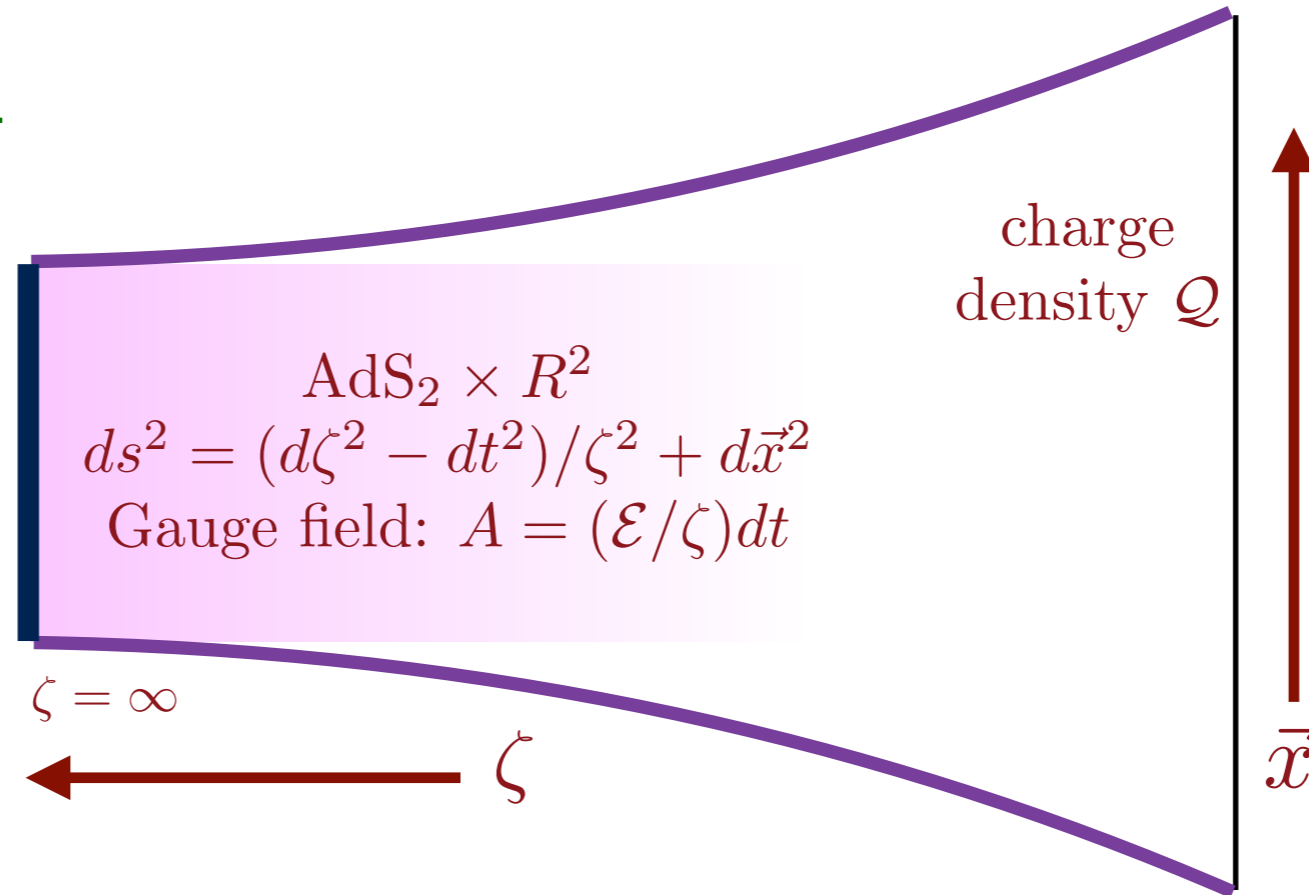 charge
density 𝒬
AdS₂ × R²
ds² = (dζ² − dt²)/ζ² + dx⃗²
Gauge field: A = (ℰ/ζ)dt
ζ = ∞
ζ
x⃗